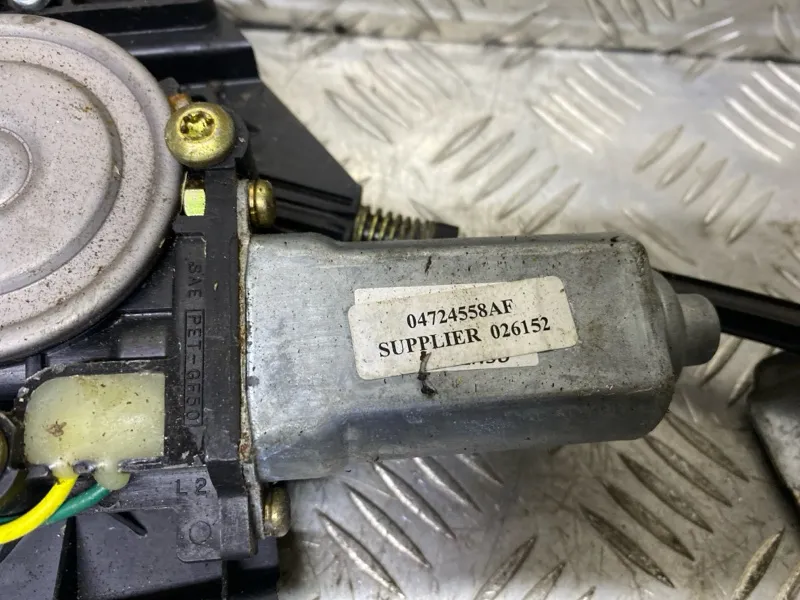 04724558AF
SUPPLIER 026152
SAE PET-GF50
L2